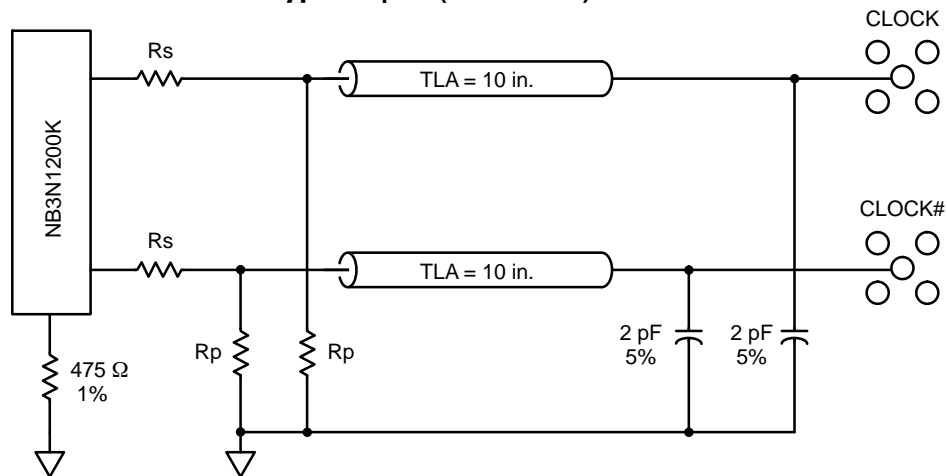 CLOCK
Rs
TLA = 10 in.
NB3N1200K
CLOCK#
Rs
TLA = 10 in.
Rp
Rp
2 pF
5%
2 pF
5%
475 Ω
1%